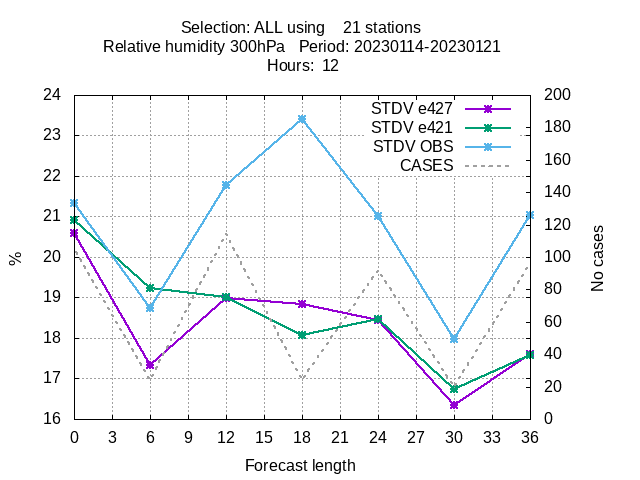 Selection: ALL using    21 stations
Relative humidity 300hPa   Period: 20230114-20230121
Hours:  12
STDV e427
STDV e421
STDV OBS
CASES
24
23
22
21
20
19
18
17
16
%
200
180
160
140
120
100
80
60
40
20
0
No cases
0 3 6 9 12 15 18 21 24 27 30 33 36
Forecast length